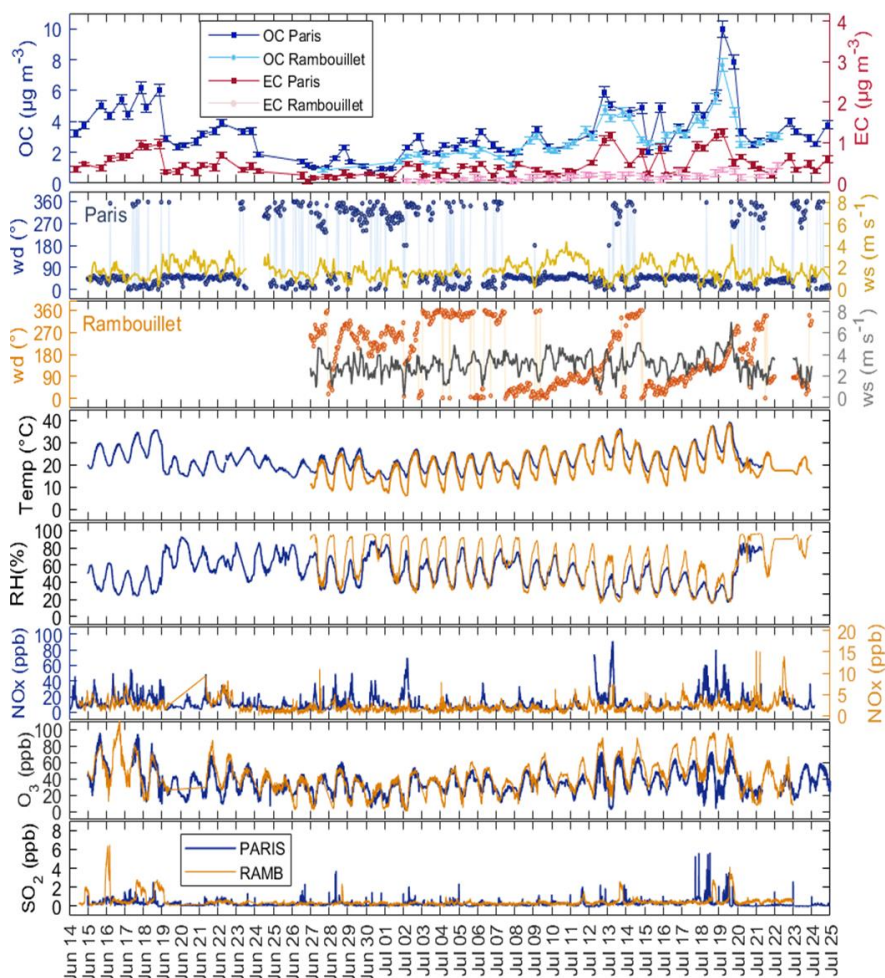 OC (µg m⁻³)
10
8
6
4
2
0
OC Paris
OC Rambouillet
EC Paris
EC Rambouillet
4
3
2
1
0
EC (µg m⁻³)
wd (°)
360
270
180
90
0
Paris
8
6
4
2
0
ws (m s⁻¹)
wd (°)
360
270
180
90
0
Rambouillet
8
6
4
2
0
ws (m s⁻¹)
Temp (°C)
40
30
20
10
0
RH(%)
100
80
60
40
20
0
NOx (ppb)
100
80
60
40
20
0
20
15
10
5
0
NOx (ppb)
O₃ (ppb)
100
80
60
40
20
0
SO₂ (ppb)
8
6
4
2
0
PARIS
RAMB
Jun 14
Jun 15
Jun 16
Jun 17
Jun 18
Jun 19
Jun 20
Jun 21
Jun 22
Jun 23
Jun 24
Jun 25
Jun 26
Jun 27
Jun 28
Jun 29
Jun 30
Jul 01
Jul 02
Jul 03
Jul 04
Jul 05
Jul 06
Jul 07
Jul 08
Jul 09
Jul 10
Jul 11
Jul 12
Jul 13
Jul 14
Jul 15
Jul 16
Jul 17
Jul 18
Jul 19
Jul 20
Jul 21
Jul 22
Jul 23
Jul 24
Jul 25